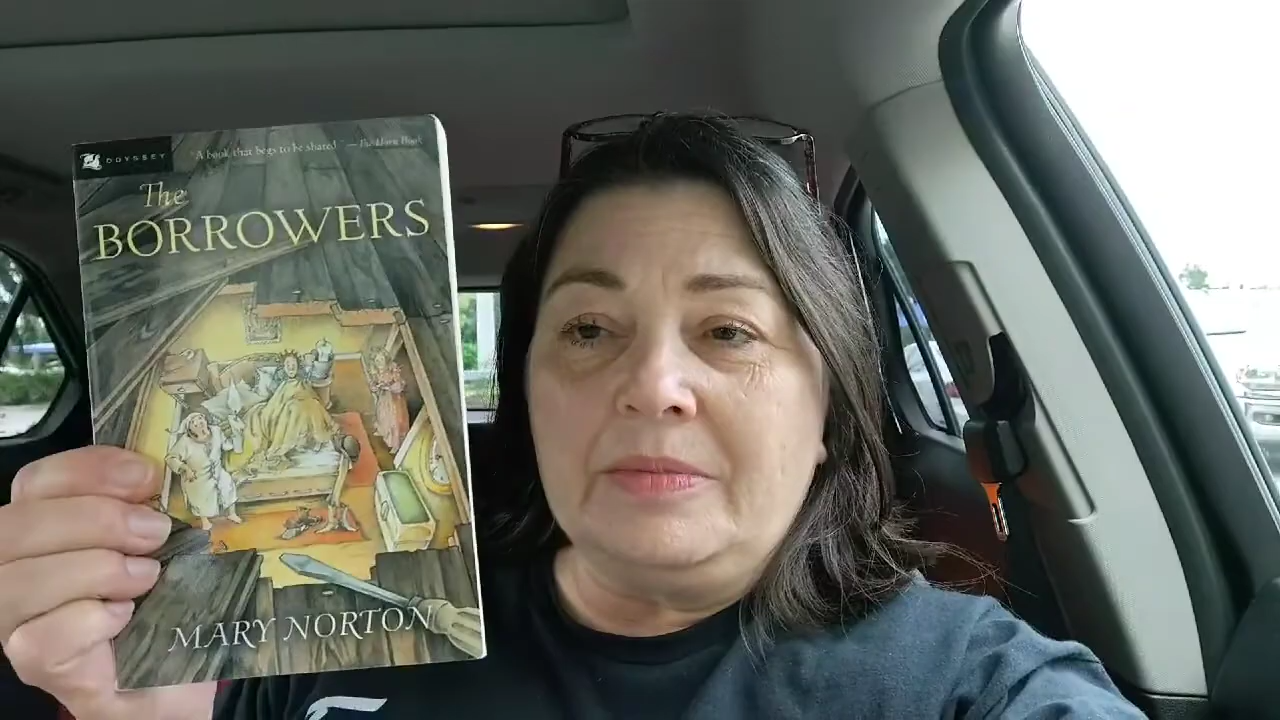 ODYSSEY
"A book that begs to be shared." —The Horn Book
The
BORROWERS
MARY NORTON